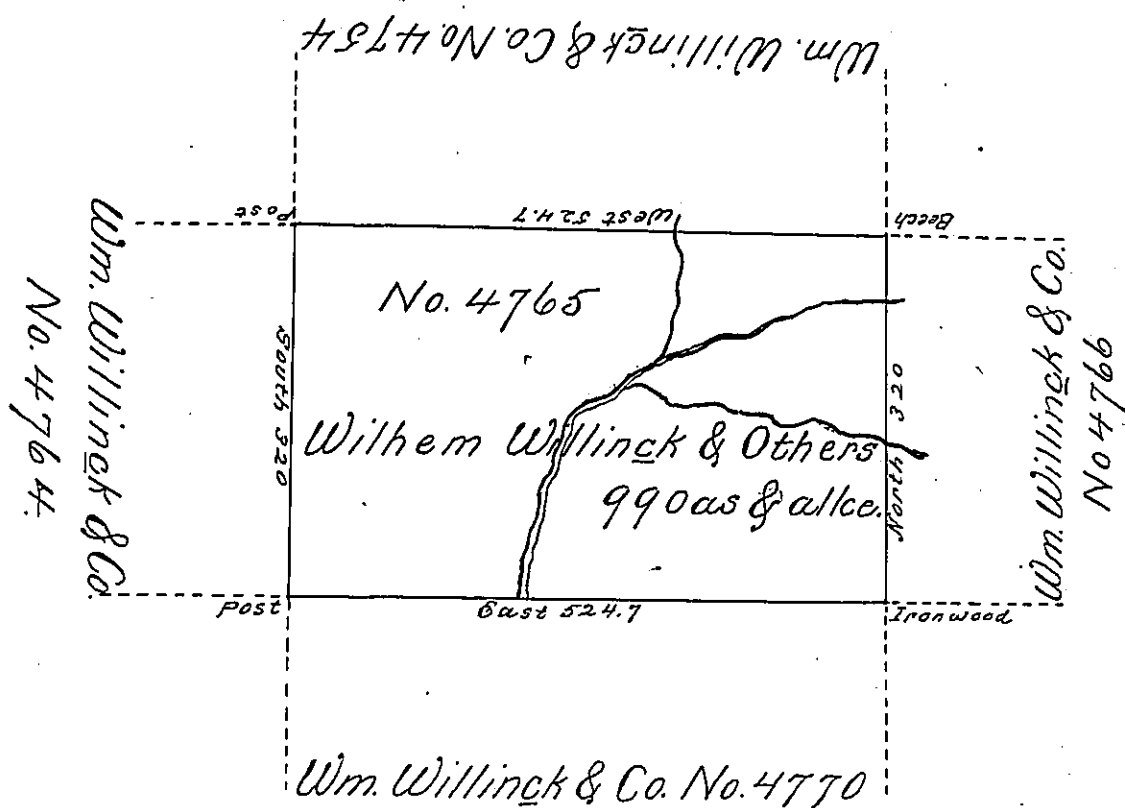 Wm. Willinck & Co. No. 4754
Post
West 524.7
Beech
Wm. Willinck & Co.
No. 4764.
No. 4765
South 320
Wilhem Willinck & Others
990as & allce.
North 320
Wm. Willinck & Co.
No 4766
Post
East 524.7
Ironwood
Wm. Willinck & Co. No. 4770